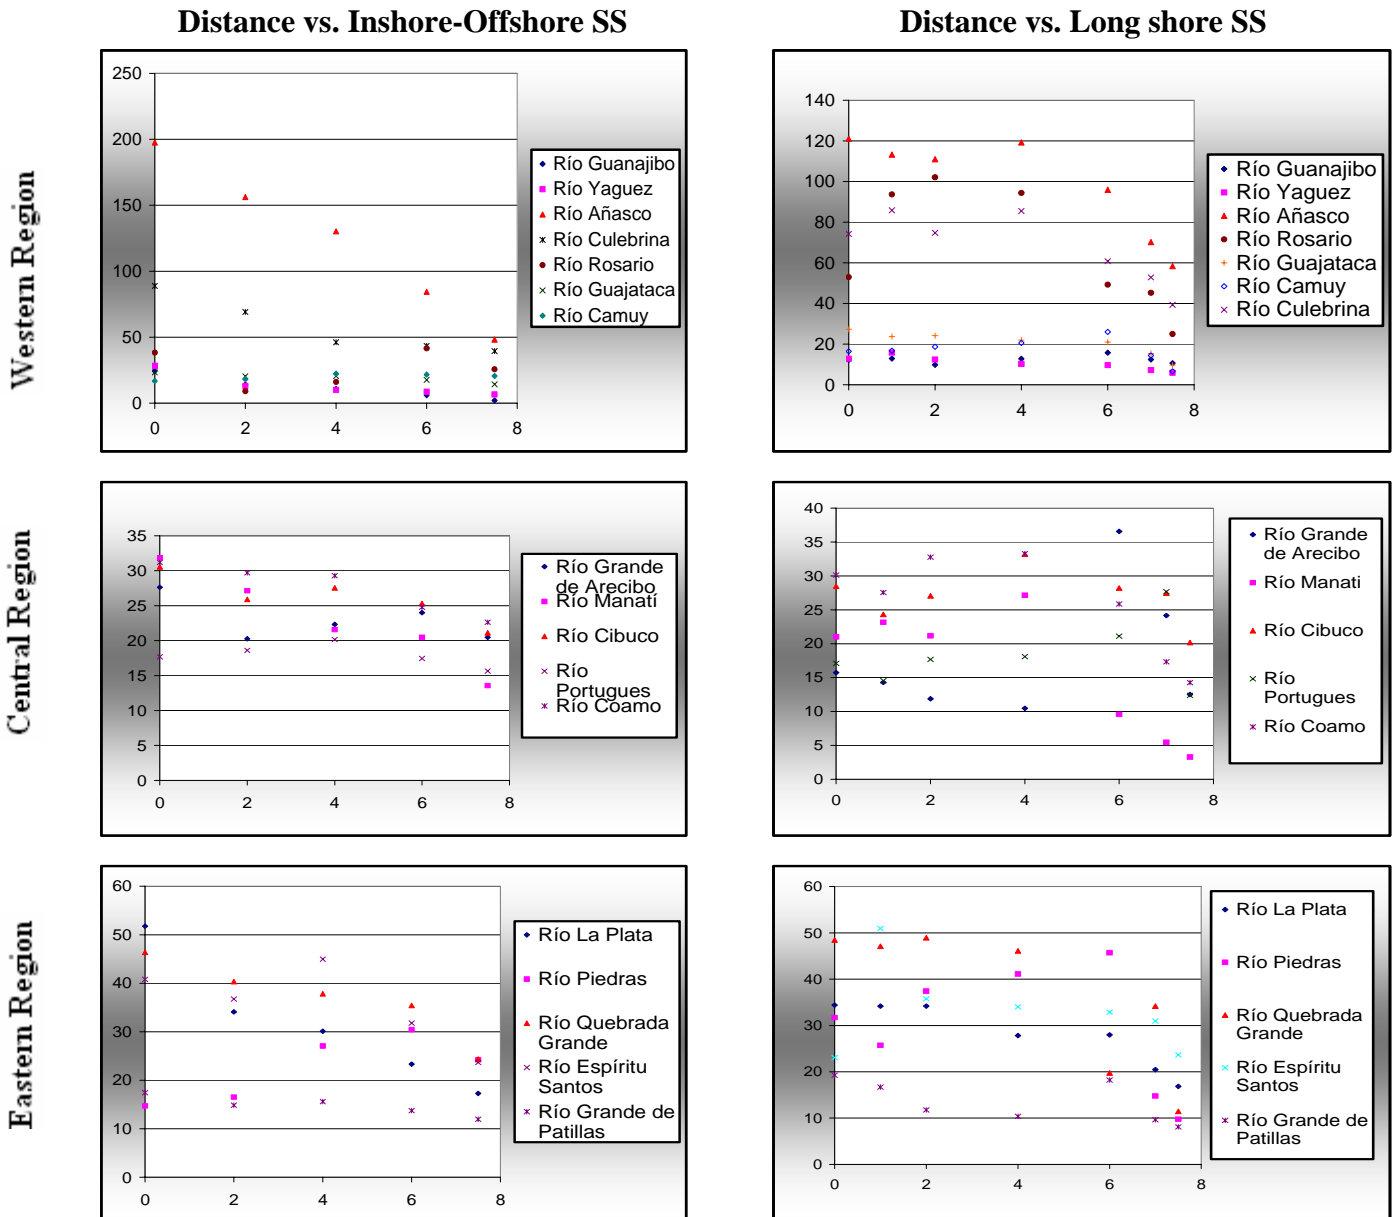 Distance vs. Inshore-Offshore SS
Distance vs. Long shore SS
Western Region
250
200
150
100
50
0
0 2 4 6 8
Río Guanajibo
Río Yaguez
Río Añasco
Río Culebrina
Río Rosario
Río Guajataca
Río Camuy
140
120
100
80
60
40
20
0
0 2 4 6 8
Río Guanajibo
Río Yaguez
Río Añasco
Río Rosario
Río Guajataca
Río Camuy
Río Culebrina
Central Region
35
30
25
20
15
10
5
0
0 2 4 6 8
Río Grande
de Arecibo
Río Manatí
Río Cibuco
Río
Portugues
Río Coamo
40
35
30
25
20
15
10
5
0
0 2 4 6 8
Río Grande
de Arecibo
Río Manati
Río Cibuco
Río
Portugues
Río Coamo
Eastern Region
60
50
40
30
20
10
0
0 2 4 6 8
Río La Plata
Río Piedras
Río Quebrada
Grande
Río Espíritu
Santos
Río Grande de
Patillas
60
50
40
30
20
10
0
0 2 4 6 8
Río La Plata
Río Piedras
Río Quebrada
Grande
Río Espíritu
Santos
Río Grande de
Patillas